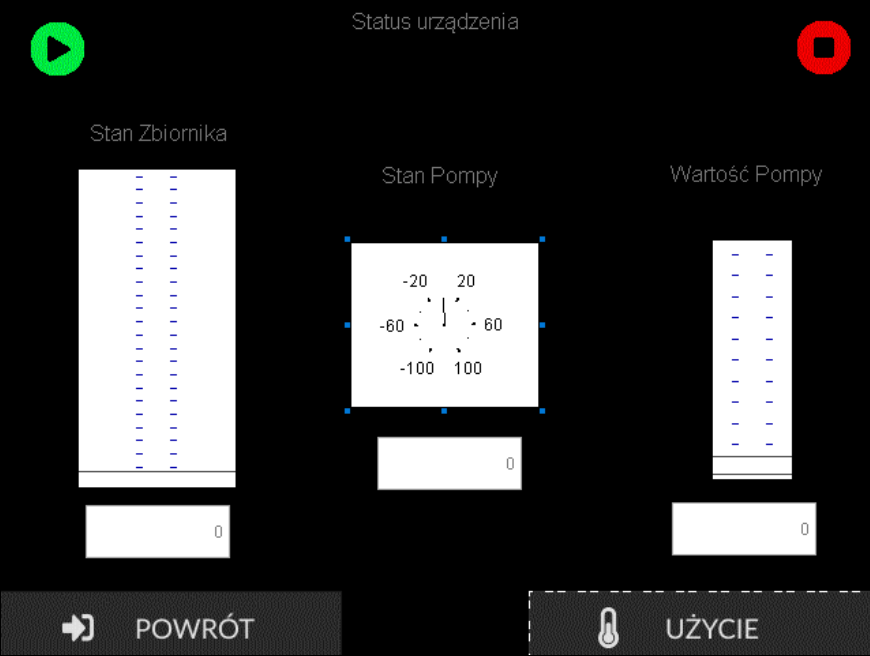 Status urządzenia
Stan Zbiornika
Stan Pompy
Wartość Pompy
-20 20
-60 60
-100 100
0
0
0
POWRÓT
UŻYCIE